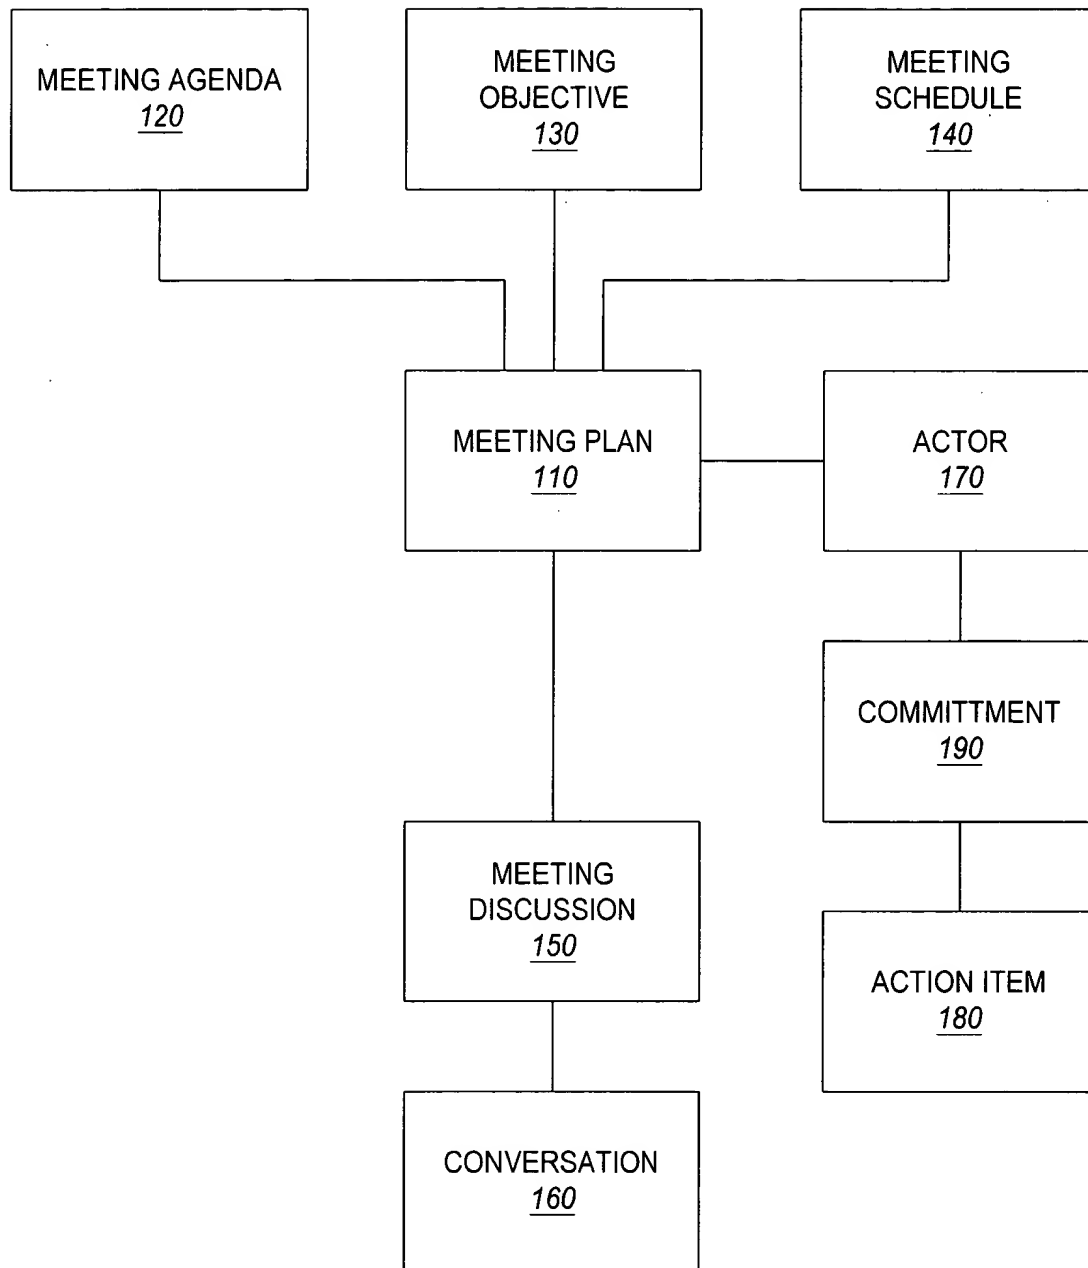 MEETING AGENDA
120
MEETING
OBJECTIVE
130
MEETING
SCHEDULE
140
MEETING PLAN
110
ACTOR
170
COMMITTMENT
190
MEETING
DISCUSSION
150
ACTION ITEM
180
CONVERSATION
160